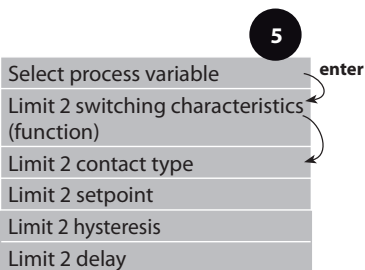 5
Select process variable
enter
Limit 2 switching characteristics
(function)
Limit 2 contact type
Limit 2 setpoint
Limit 2 hysteresis
Limit 2 delay